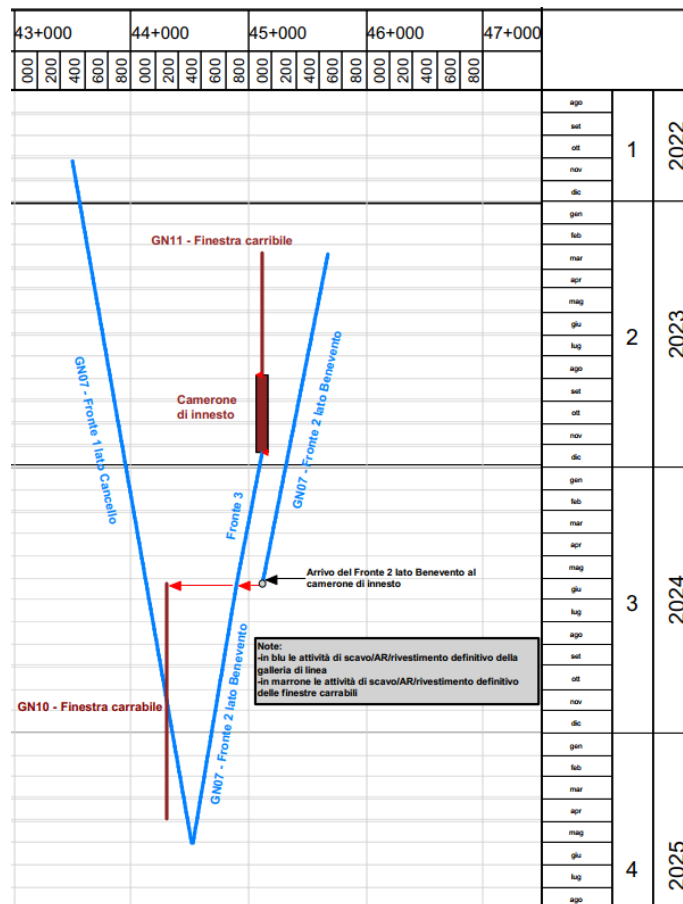 43+000 44+000 45+000 46+000 47+000
000 200 400 600 800 000 200 400 600 800 000 200 400 600 800 000 200 400 600 800
ago
set
ott
nov
dic
1
2022
gen
feb
mar
apr
mag
giu
lug
ago
set
ott
nov
dic
2
2023
gen
feb
mar
apr
mag
giu
lug
ago
set
ott
nov
dic
3
2024
gen
feb
mar
apr
mag
giu
lug
ago
4
2025
GN11 - Finestra carribile
GN07 - Fronte 1 lato Cancello
Camerone
di innesto
GN07 - Fronte 2 lato Benevento
Fronte 3
Arrivo del Fronte 2 lato Benevento al
camerone di innesto
GN07 - Fronte 2 lato Benevento
Note:
-in blu le attività di scavo/AR/rivestimento definitivo della
galleria di linea
-in marrone le attività di scavo/AR/rivestimento definitivo
delle finestre carrabili
GN10 - Finestra carrabile